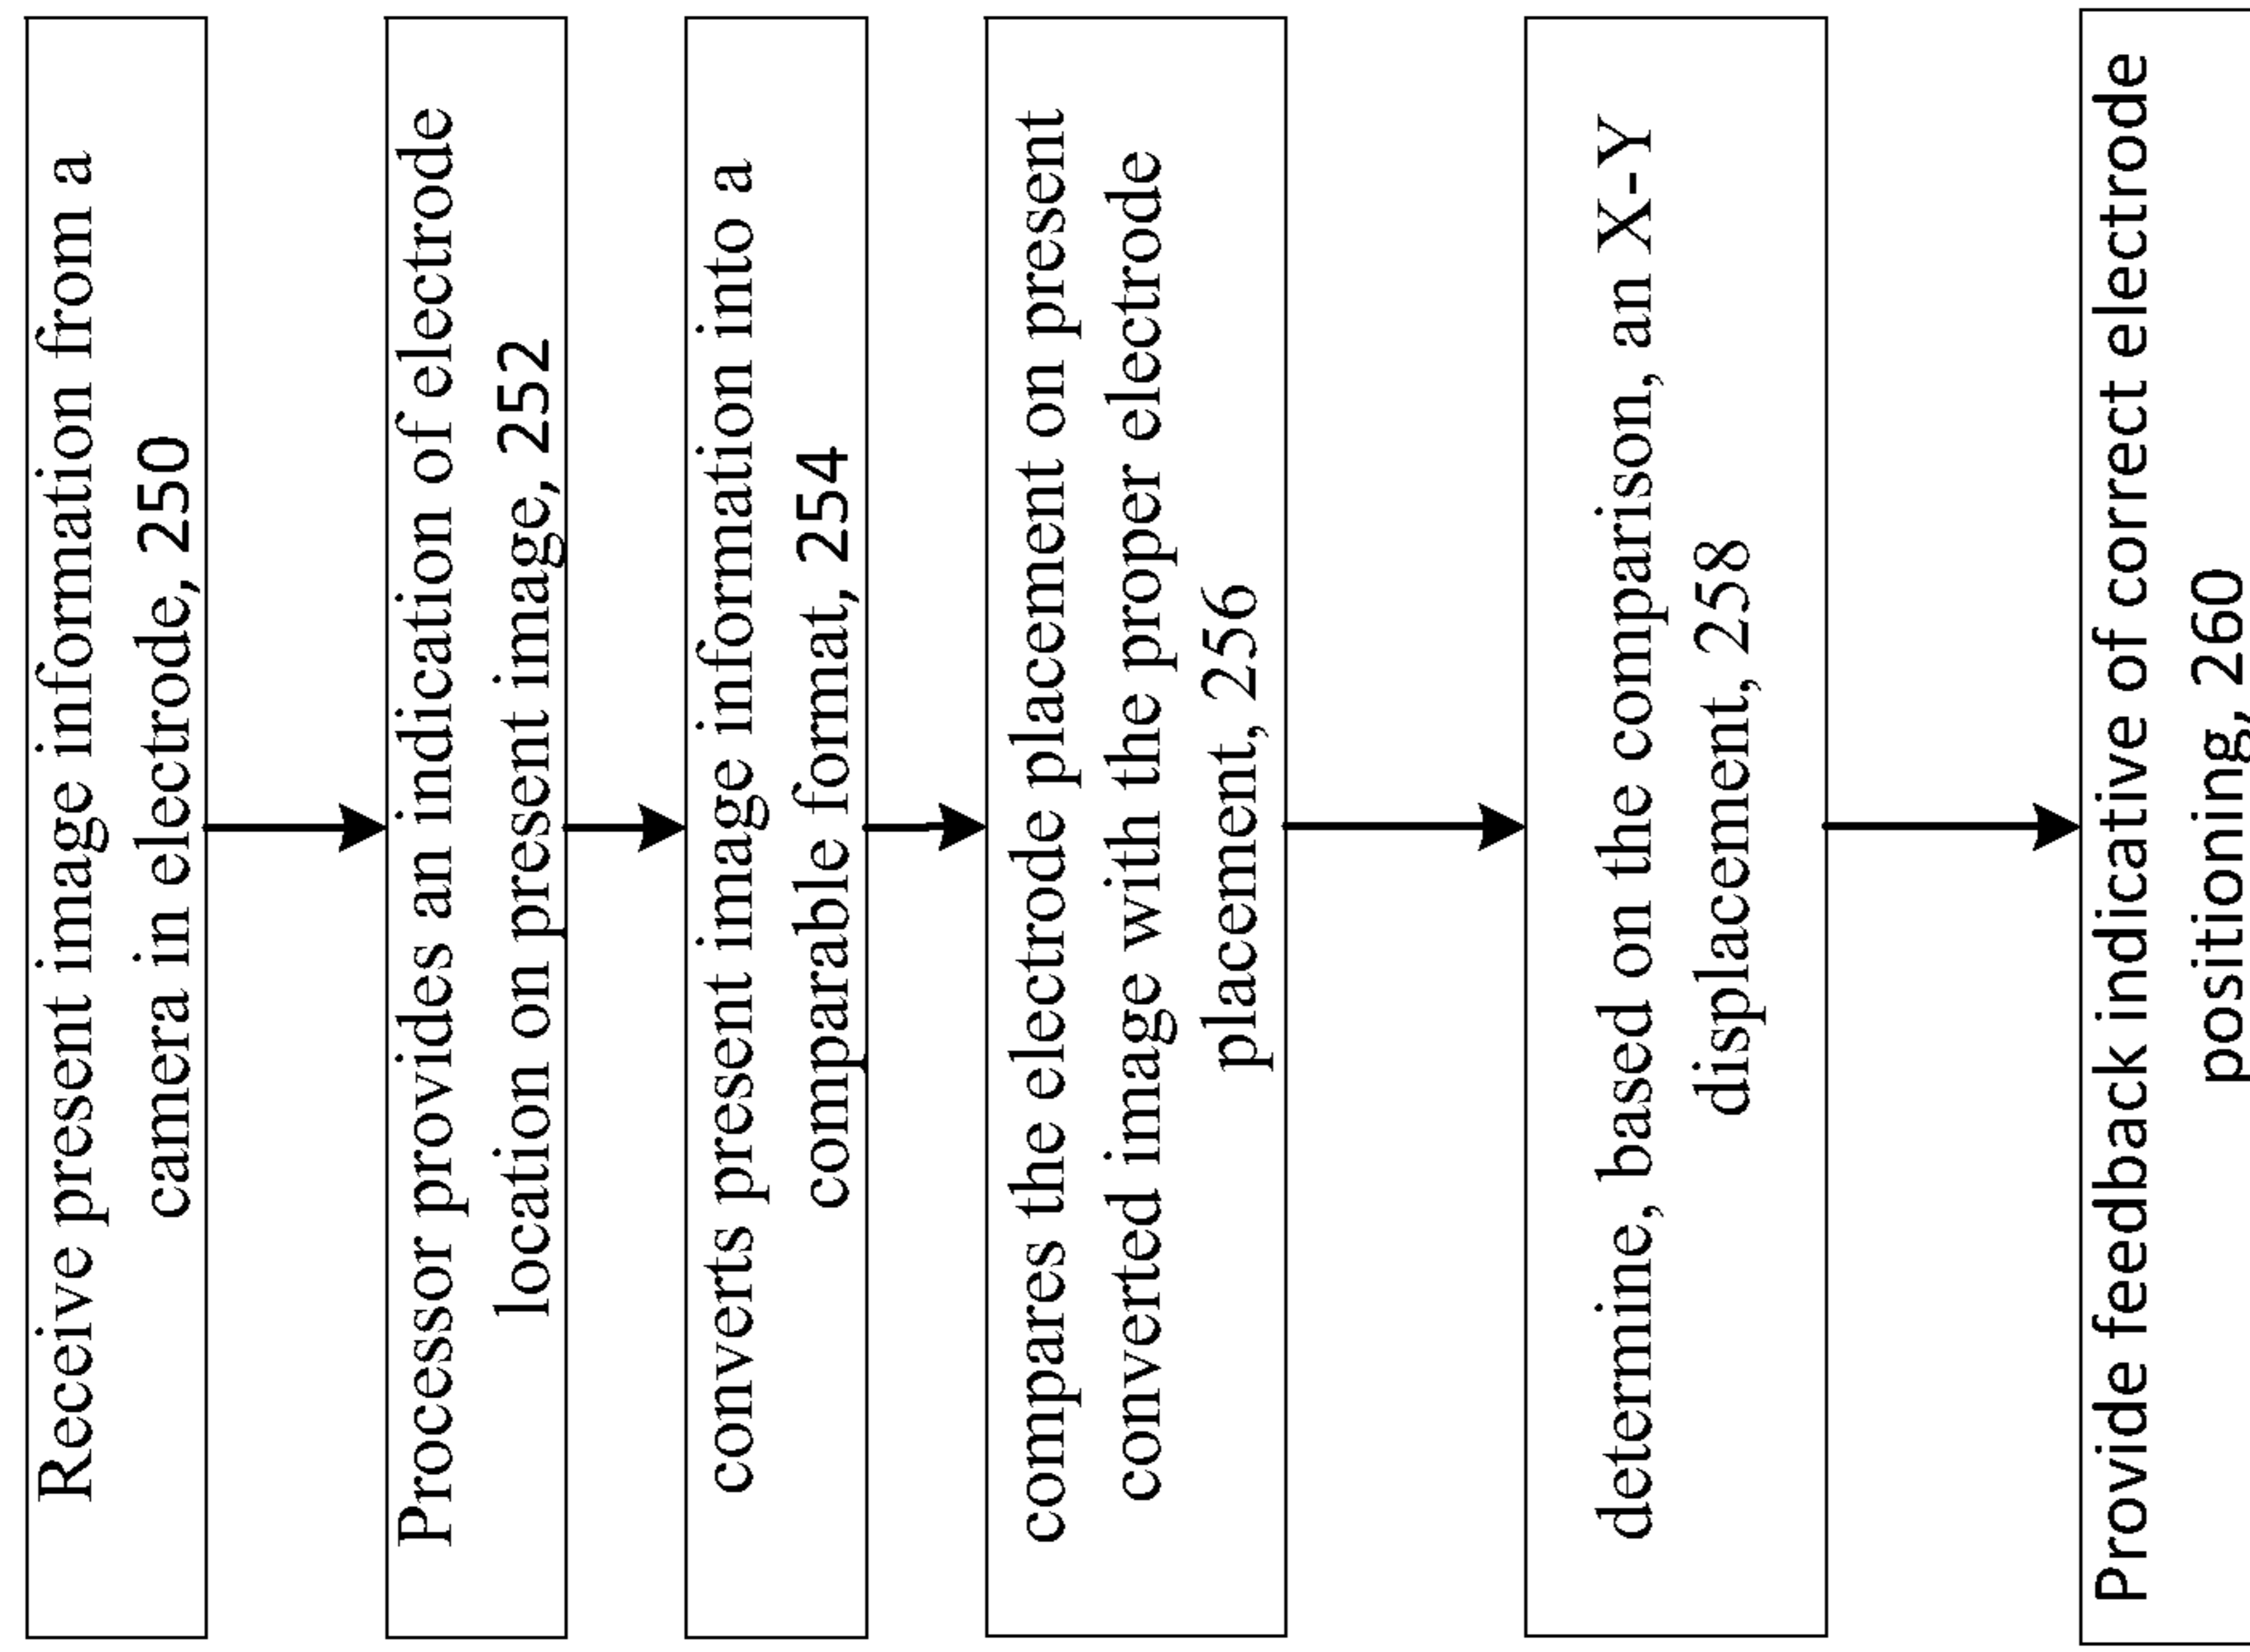 Receive present image information from a
camera in electrode, 250
Processor provides an indication of electrode
location on present image, 252
converts present image information into a
comparable format, 254
compares the electrode placement on present
converted image with the proper electrode
placement, 256
determine, based on the comparison, an X-Y
displacement, 258
Provide feedback indicative of correct electrode
positioning, 260